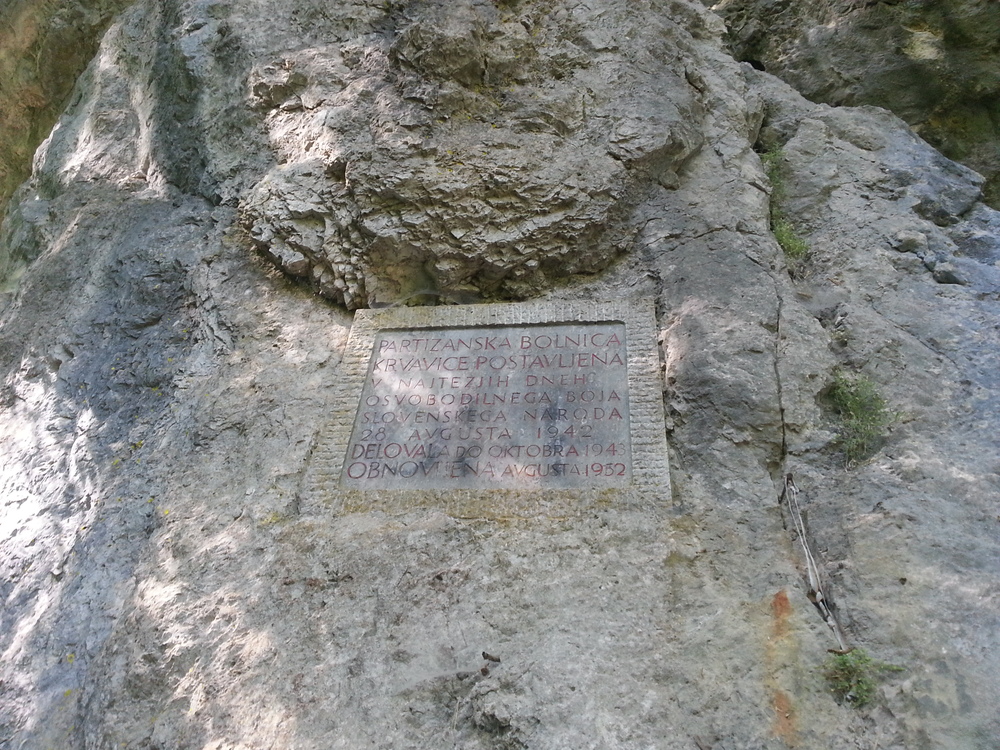 PARTIZANSKA BOLNICA
KRVAVICE POSTAVLJENA
V NAJTEZJIH DNEH
OSVOBODILNEGA BOJA
SLOVENSKEGA NARODA
28 AVGUSTA 1942
DELOVALA DO OKTOBRA 1943
OBNOVLJENA AVGUSTA 1952